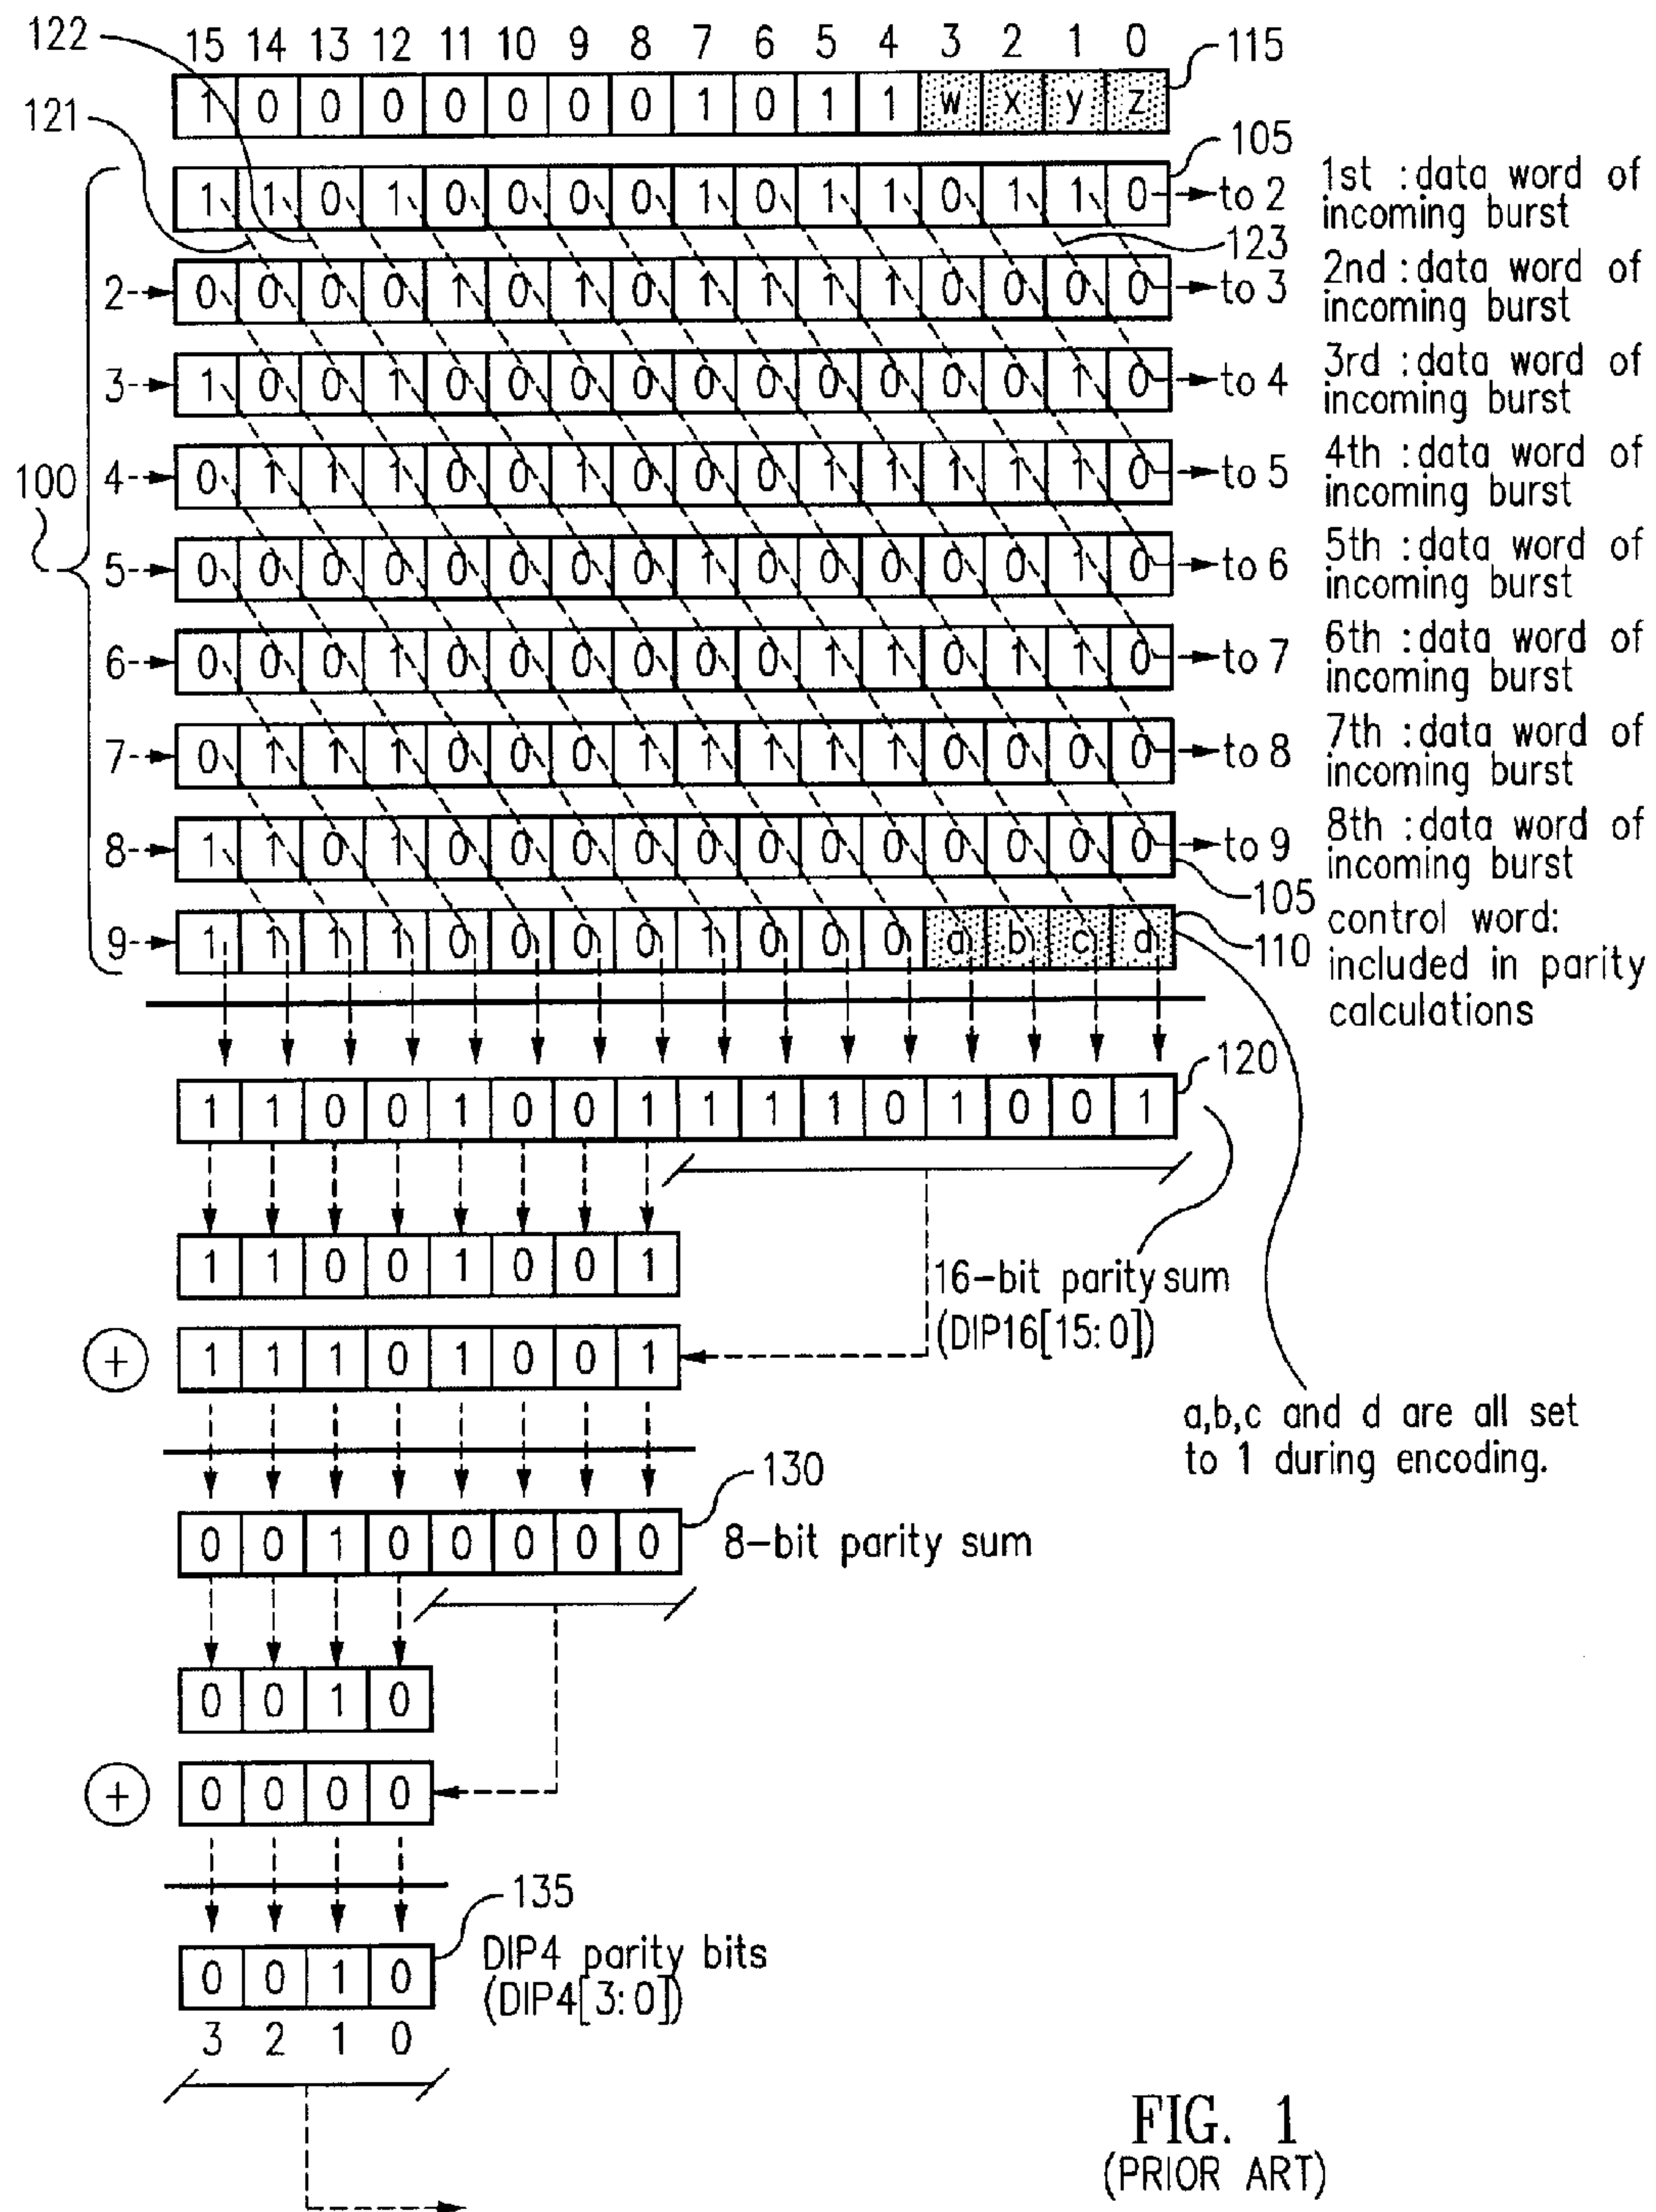 122
15 14 13 12 11 10 9 8 7 6 5 4 3 2 1 0
115
1 0 0 0 0 0 0 0 1 0 1 1 w x y z
121
105
1 1 0 1 0 0 0 0 1 0 1 1 0 1 1 0 to 2
1st : data word of
incoming burst
123
2 0 0 0 0 1 0 1 0 1 1 1 1 0 0 0 0 to 3
2nd : data word of
incoming burst
3 1 0 0 1 0 0 0 0 0 0 0 0 0 0 1 0 to 4
3rd : data word of
incoming burst
100
4 0 1 1 1 0 0 1 0 0 0 1 1 1 1 1 0 to 5
4th : data word of
incoming burst
5 0 0 0 0 0 0 0 0 1 0 0 0 0 0 1 0 to 6
5th : data word of
incoming burst
6 0 0 0 1 0 0 0 0 0 0 1 1 0 1 1 0 to 7
6th : data word of
incoming burst
7 0 1 1 1 0 0 0 1 1 1 1 1 0 0 0 0 to 8
7th : data word of
incoming burst
8 1 1 0 1 0 0 0 0 0 0 0 0 0 0 0 0 to 9
8th : data word of
incoming burst
105
9 1 1 1 1 0 0 0 0 1 0 0 0 a b c d
110
control word:
included in parity
calculations
120
1 1 0 0 1 0 0 1 1 1 1 0 1 0 0 1
1 1 0 0 1 0 0 1
16-bit parity sum
(DIP16[15:0])
+ 1 1 1 0 1 0 0 1
a,b,c and d are all set
to 1 during encoding.
130
0 0 1 0 0 0 0 0 8-bit parity sum
0 0 1 0
+ 0 0 0 0
135
0 0 1 0
DIP4 parity bits
(DIP4[3:0])
3 2 1 0
FIG. 1
(PRIOR ART)